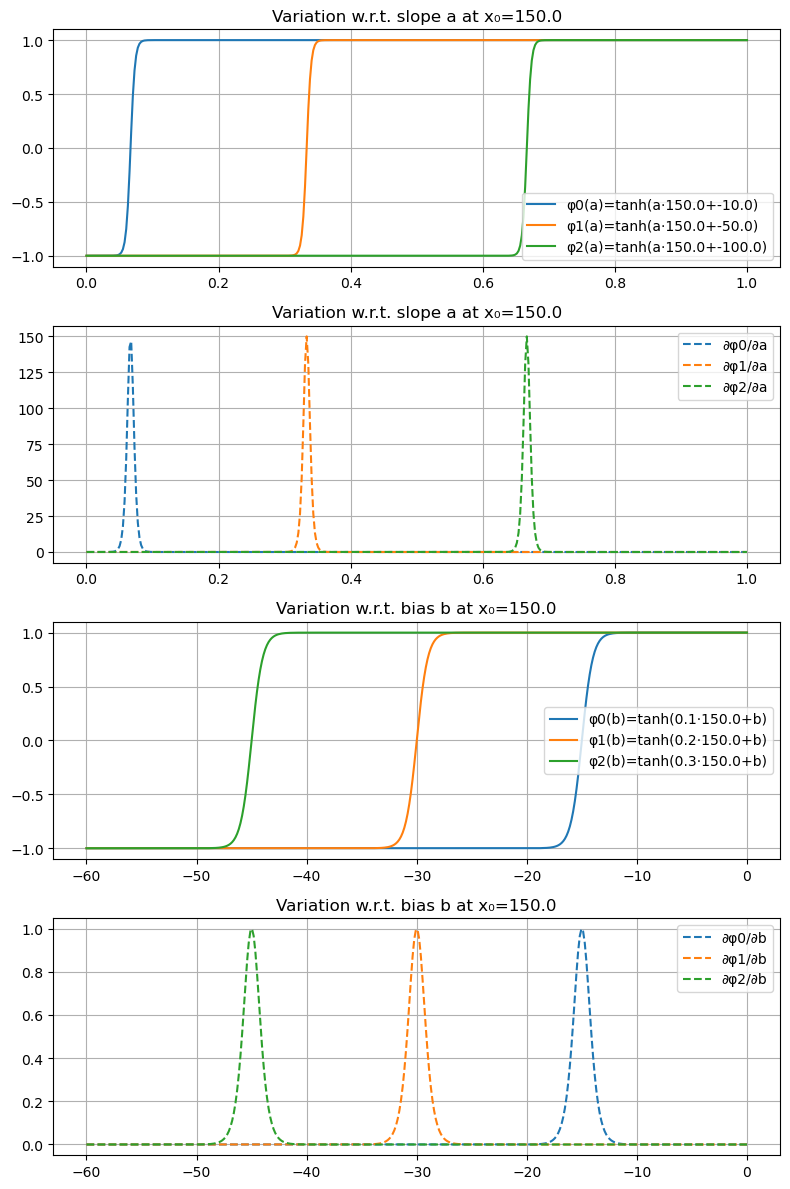 Variation w.r.t. slope a at x₀=150.0
1.0
0.5
0.0
−0.5
−1.0
φ0(a)=tanh(a·150.0+-10.0)
φ1(a)=tanh(a·150.0+-50.0)
φ2(a)=tanh(a·150.0+-100.0)
0.0 0.2 0.4 0.6 0.8 1.0
Variation w.r.t. slope a at x₀=150.0
150
125
100
75
50
25
0
∂φ0/∂a
∂φ1/∂a
∂φ2/∂a
0.0 0.2 0.4 0.6 0.8 1.0
Variation w.r.t. bias b at x₀=150.0
1.0
0.5
0.0
−0.5
−1.0
φ0(b)=tanh(0.1·150.0+b)
φ1(b)=tanh(0.2·150.0+b)
φ2(b)=tanh(0.3·150.0+b)
−60 −50 −40 −30 −20 −10 0
Variation w.r.t. bias b at x₀=150.0
1.0
0.8
0.6
0.4
0.2
0.0
∂φ0/∂b
∂φ1/∂b
∂φ2/∂b
−60 −50 −40 −30 −20 −10 0